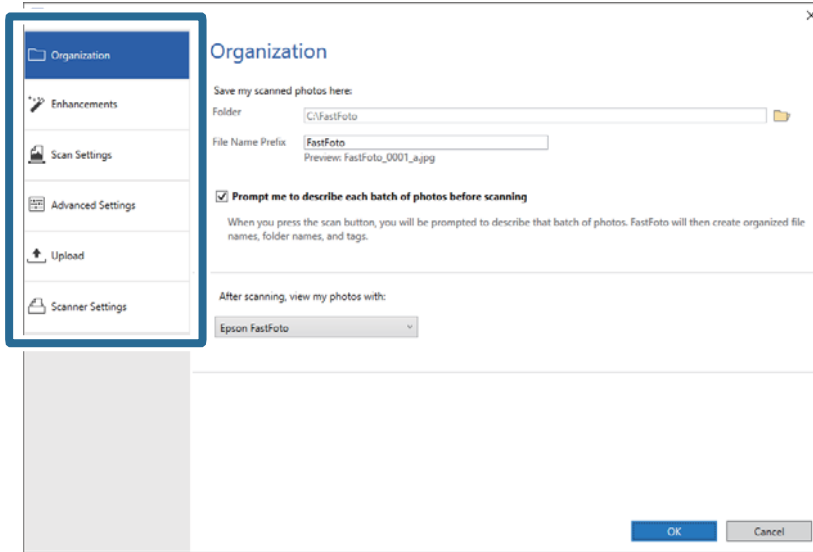 Organization
Enhancements
Scan Settings
Advanced Settings
Upload
Scanner Settings
Organization
Save my scanned photos here:
Folder
C:\FastFoto
File Name Prefix
FastFoto
Preview: FastFoto_0001_a.jpg
Prompt me to describe each batch of photos before scanning
When you press the scan button, you will be prompted to describe that batch of photos. FastFoto will then create organized file
names, folder names, and tags.
After scanning, view my photos with:
Epson FastFoto
OK
Cancel